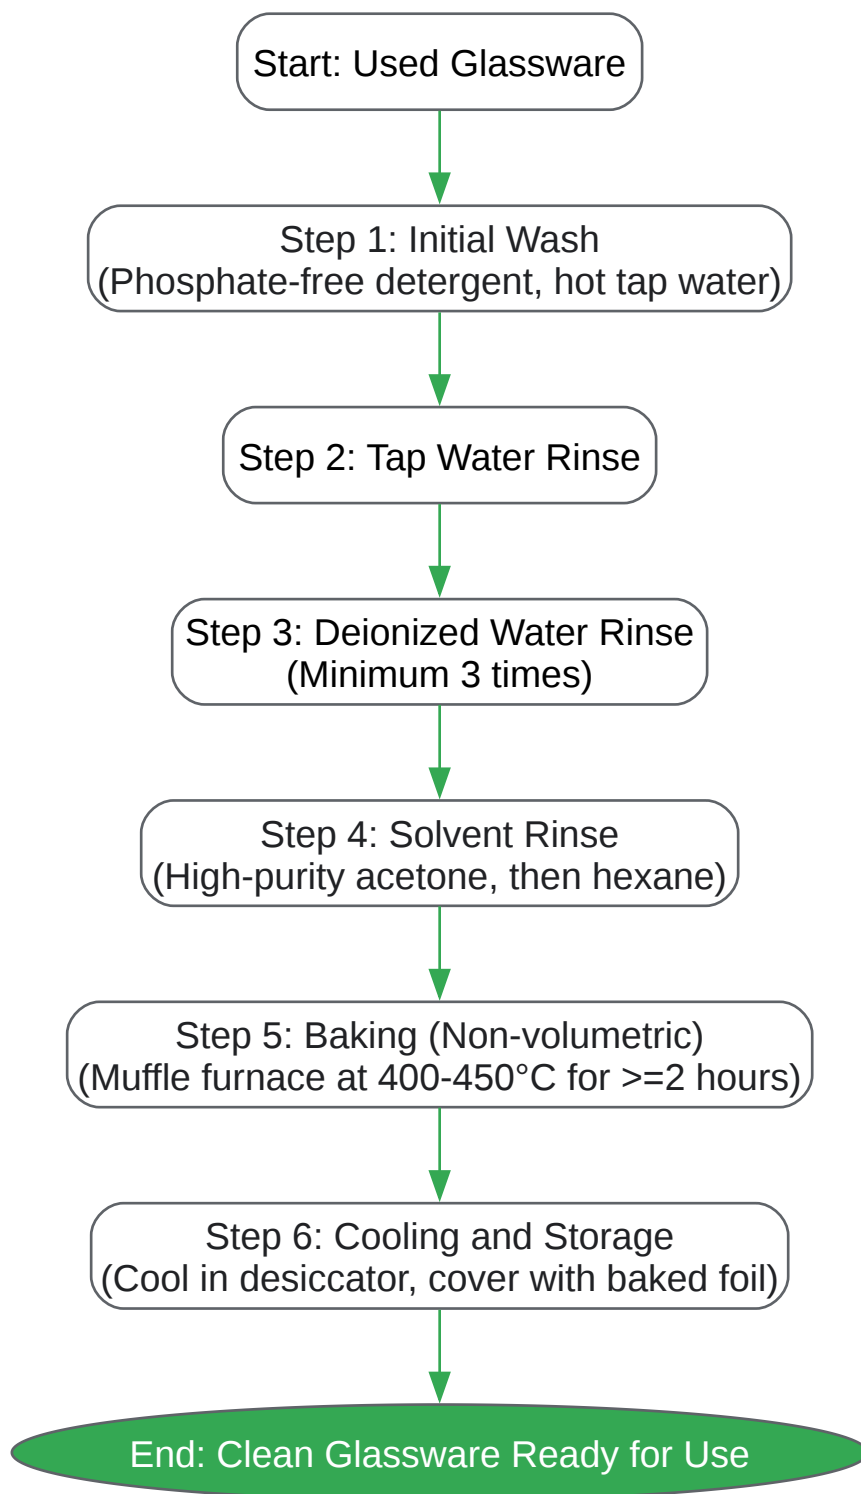 Start: Used Glassware
Step 1: Initial Wash
(Phosphate-free detergent, hot tap water)
Step 2: Tap Water Rinse
Step 3: Deionized Water Rinse
(Minimum 3 times)
Step 4: Solvent Rinse
(High-purity acetone, then hexane)
Step 5: Baking (Non-volumetric)
(Muffle furnace at 400-450°C for >=2 hours)
Step 6: Cooling and Storage
(Cool in desiccator, cover with baked foil)
End: Clean Glassware Ready for Use